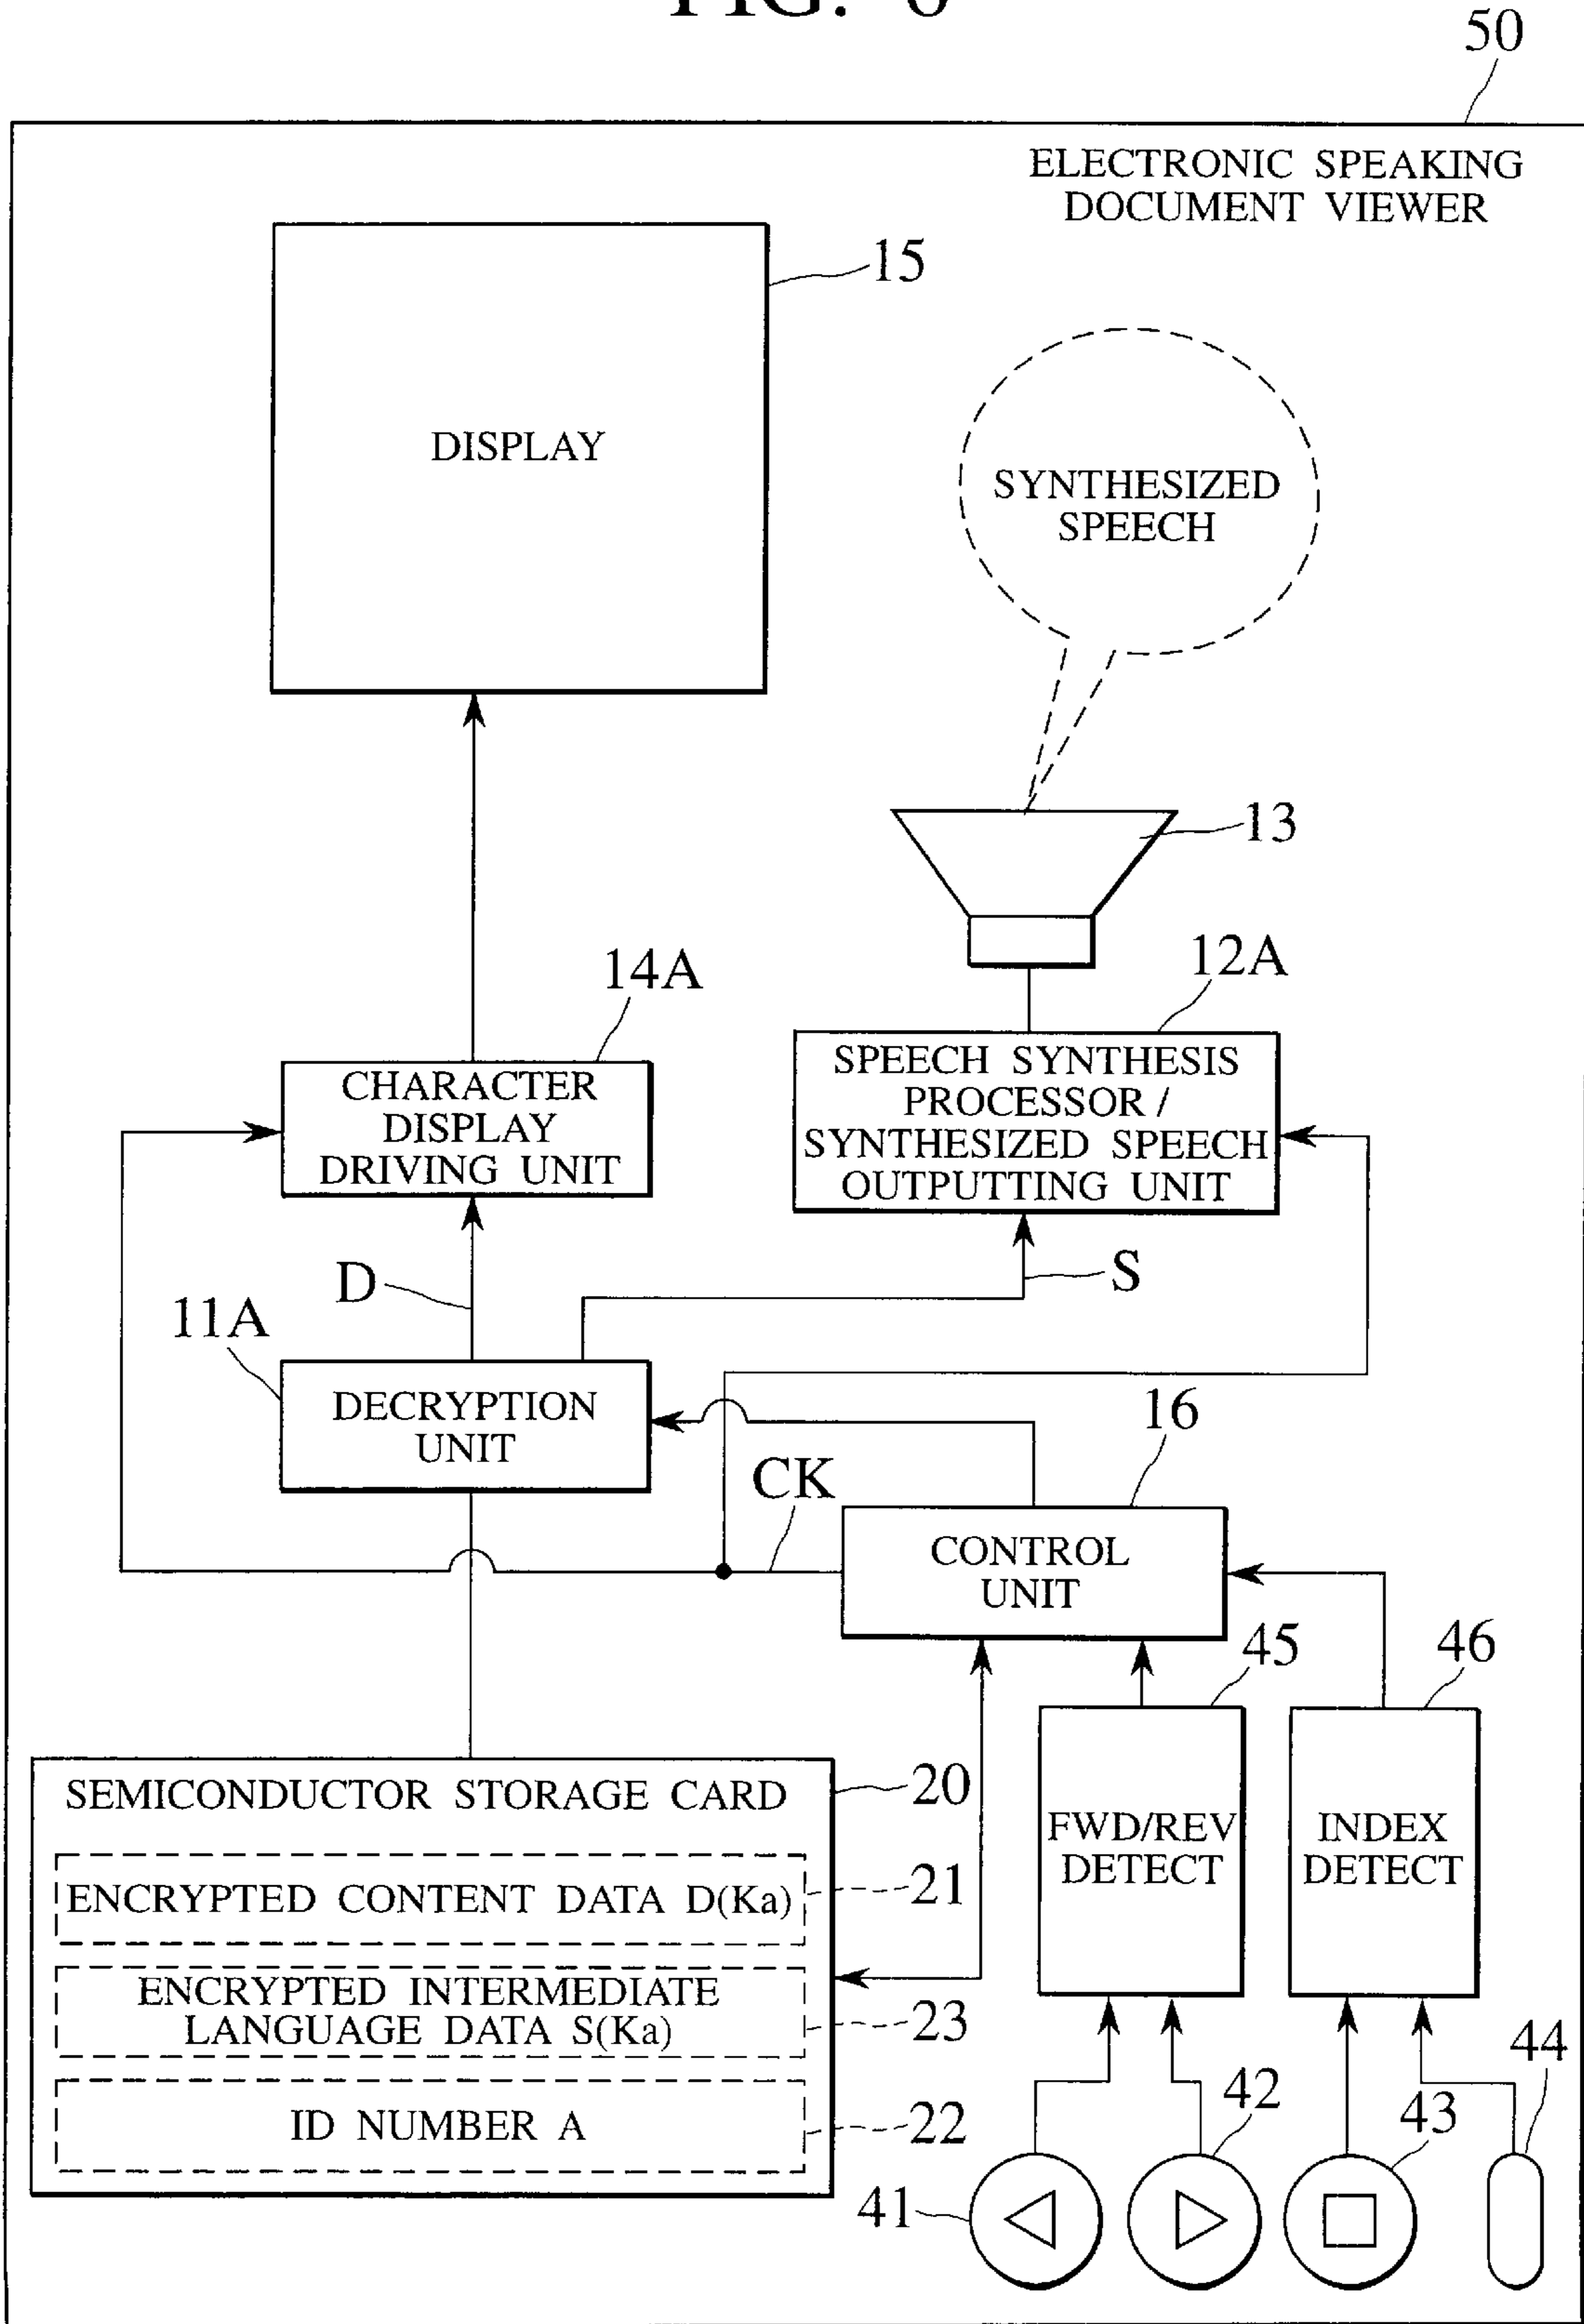 FIG. 6
50
ELECTRONIC SPEAKING
DOCUMENT VIEWER
15
DISPLAY
SYNTHESIZED
SPEECH
13
14A
12A
CHARACTER
DISPLAY
DRIVING UNIT
SPEECH SYNTHESIS
PROCESSOR /
SYNTHESIZED SPEECH
OUTPUTTING UNIT
D
S
11A
DECRYPTION
UNIT
16
CK
CONTROL
UNIT
45
46
20
SEMICONDUCTOR STORAGE CARD
FWD/REV
DETECT
INDEX
DETECT
ENCRYPTED CONTENT DATA D(Ka)
21
ENCRYPTED INTERMEDIATE
LANGUAGE DATA S(Ka)
23
ID NUMBER A
22
44
42
43
41